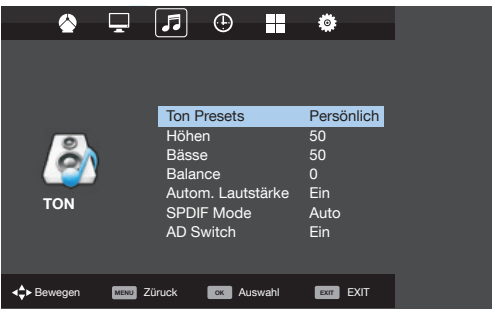 Ton Presets Persönlich
Höhen 50
Bässe 50
Balance 0
Autom. Lautstärke Ein
SPDIF Mode Auto
AD Switch Ein
TON
Bewegen MENU Züruck OK Auswahl EXIT EXIT